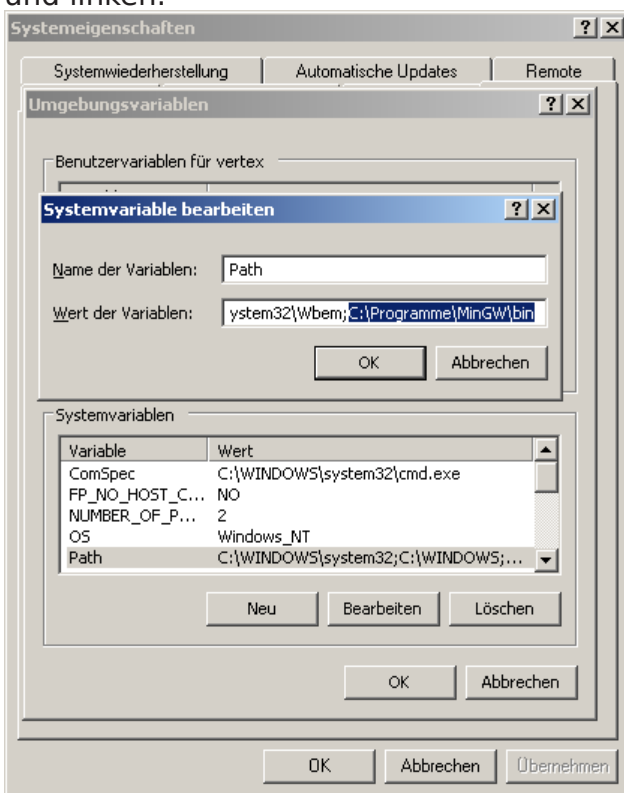 und linken.
Systemeigenschaften
Systemwiederherstellung Automatische Updates Remote
Umgebungsvariablen
Benutzervariablen für vertex
Systemvariable bearbeiten
Name der Variablen: Path
Wert der Variablen: ystem32\Wbem;C:\Programme\MinGW\bin
OK Abbrechen
Systemvariablen
Variable Wert
ComSpec C:\WINDOWS\system32\cmd.exe
FP_NO_HOST_C... NO
NUMBER_OF_P... 2
OS Windows_NT
Path C:\WINDOWS\system32;C:\WINDOWS;...
Neu Bearbeiten Löschen
OK Abbrechen
OK Abbrechen Übernehmen